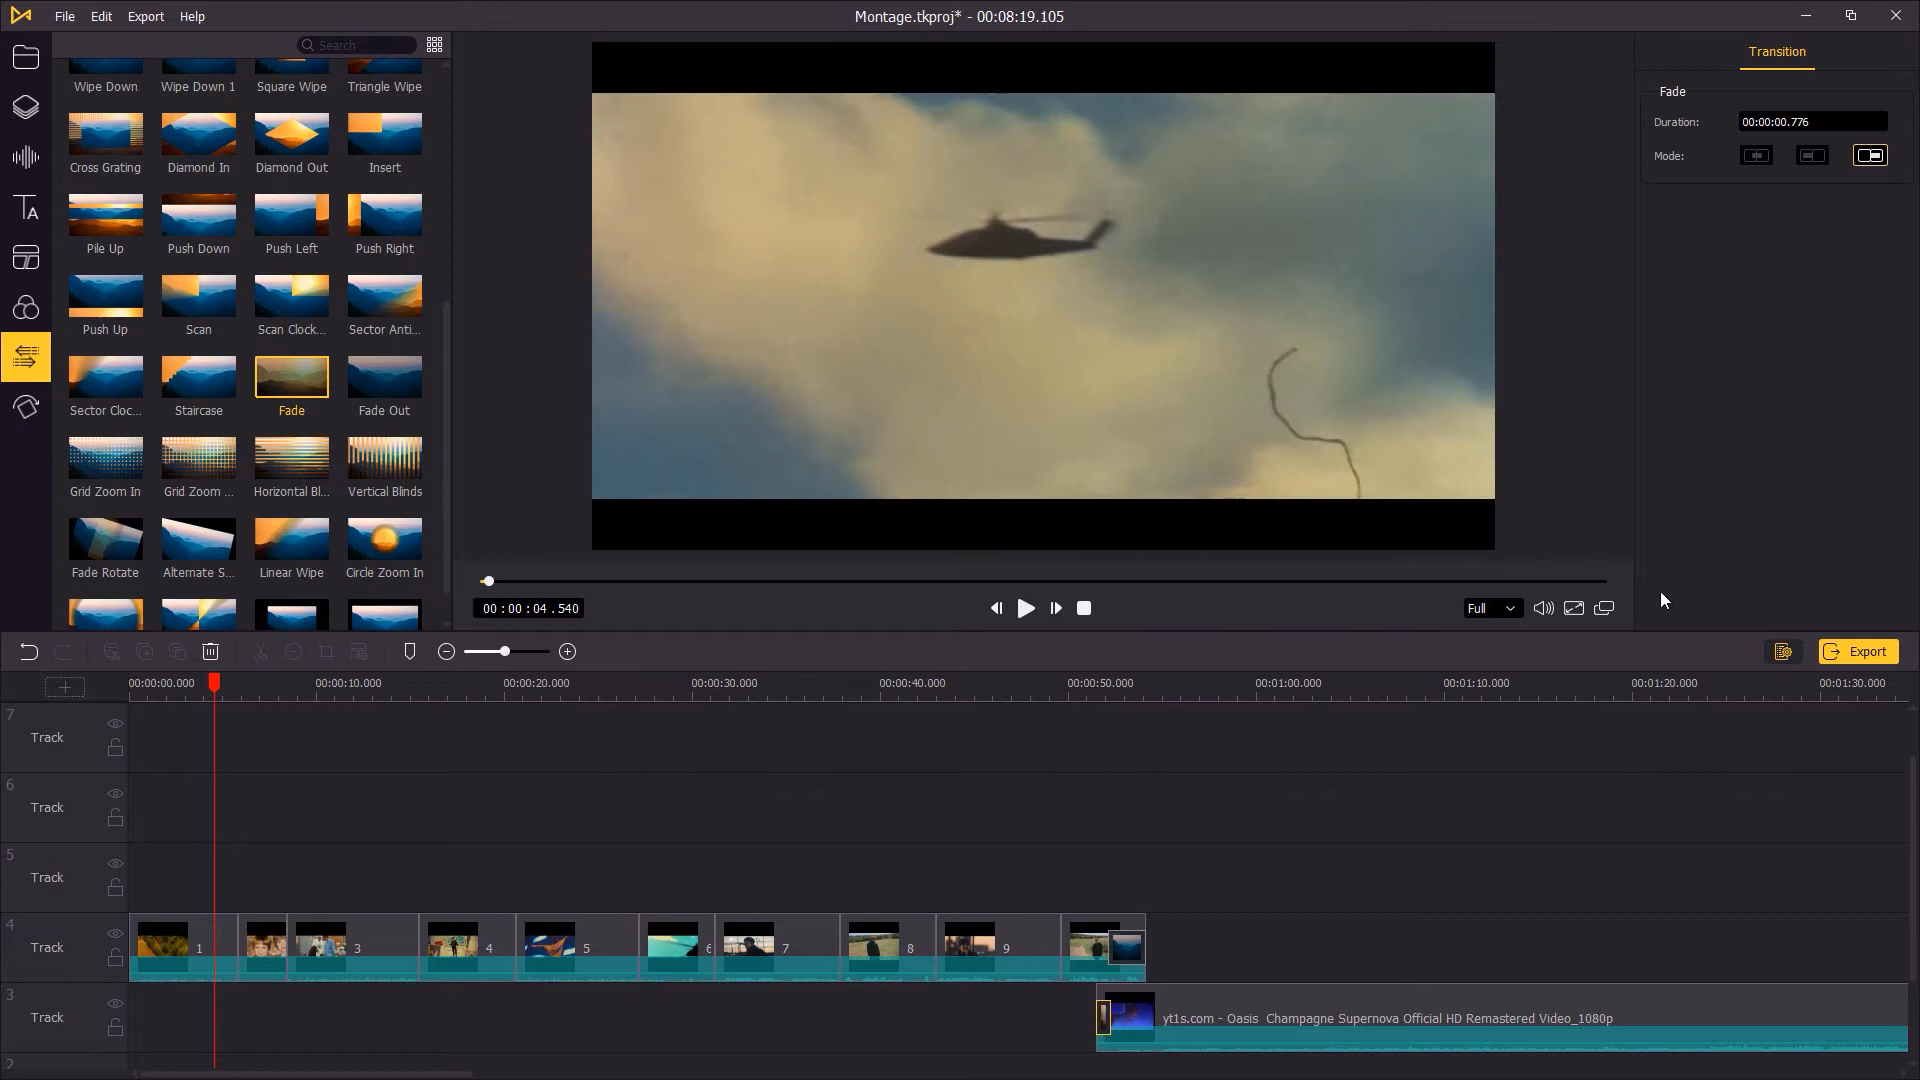 File Edit Export Help
Montage.tkproj* - 00:08:19.105
Search
Transition
Wipe Down Wipe Down 1 Square Wipe Triangle Wipe
Fade
Duration: 00:00:00.776
Mode:
Cross Grating Diamond In Diamond Out Insert
Pile Up Push Down Push Left Push Right
Push Up Scan Scan Clock... Sector Anti...
Sector Cloc... Staircase Fade Fade Out
Grid Zoom In Grid Zoom ... Horizontal Bl... Vertical Blinds
Fade Rotate Alternate S... Linear Wipe Circle Zoom In
00 : 00 : 04 . 540
Full
Export
00:00:00.000 00:00:10.000 00:00:20.000 00:00:30.000 00:00:40.000 00:00:50.000 00:01:00.000 00:01:10.000 00:01:20.000 00:01:30.000
7
Track
6
Track
5
Track
4
Track
1 3 4 5 6 7 8 9
3
Track
yt1s.com - Oasis Champagne Supernova Official HD Remastered Video_1080p
2